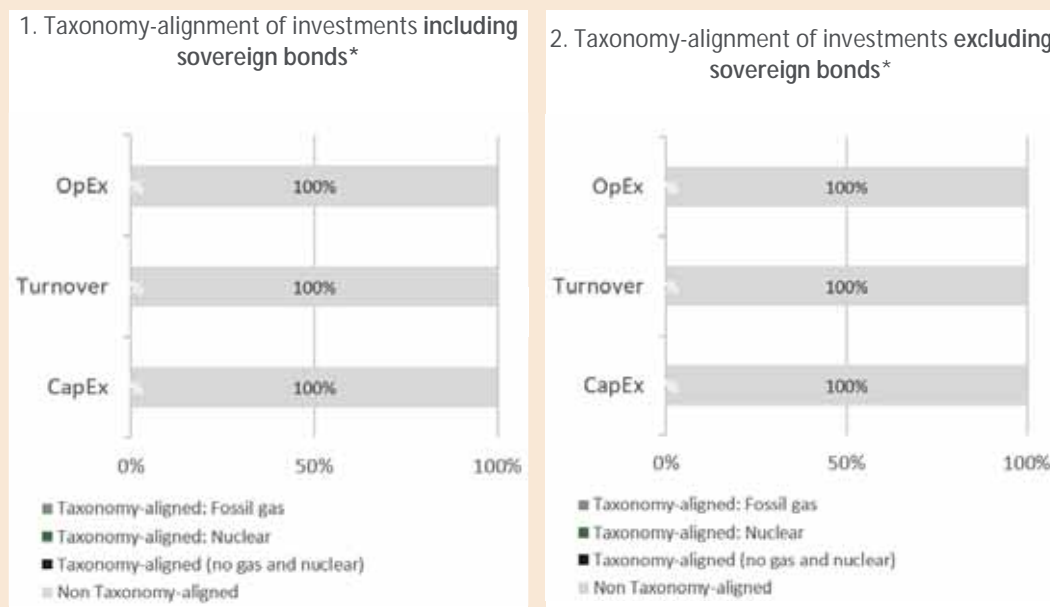 1. Taxonomy-alignment of investments including
sovereign bonds*
OpEx
100%
Turnover
100%
CapEx
100%
0%
50%
100%
Taxonomy-aligned: Fossil gas
Taxonomy-aligned: Nuclear
Taxonomy-aligned (no gas and nuclear)
Non Taxonomy-aligned
2. Taxonomy-alignment of investments excluding
sovereign bonds*
OpEx
100%
Turnover
100%
CapEx
100%
0%
50%
100%
Taxonomy-aligned: Fossil gas
Taxonomy-aligned: Nuclear
Taxonomy-aligned (no gas and nuclear)
Non Taxonomy-aligned